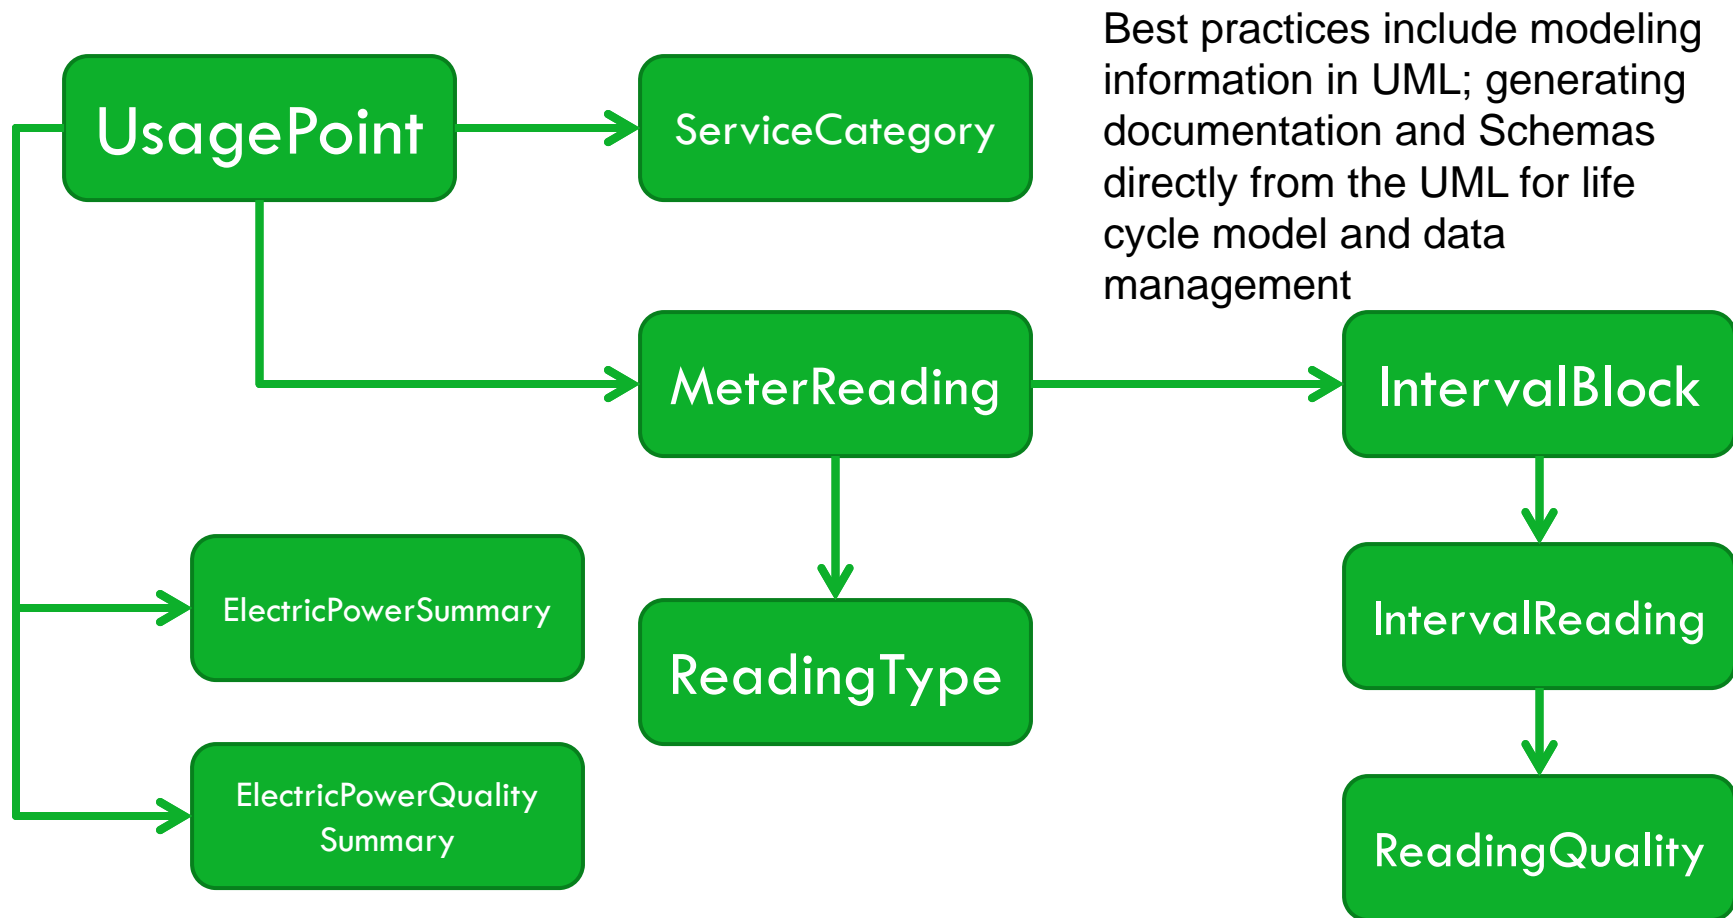 Best practices include modeling
information in UML; generating
documentation and Schemas
directly from the UML for life
cycle model and data
management
UsagePoint
ServiceCategory
MeterReading
IntervalBlock
ElectricPowerSummary
ReadingType
IntervalReading
ElectricPowerQuality
Summary
ReadingQuality